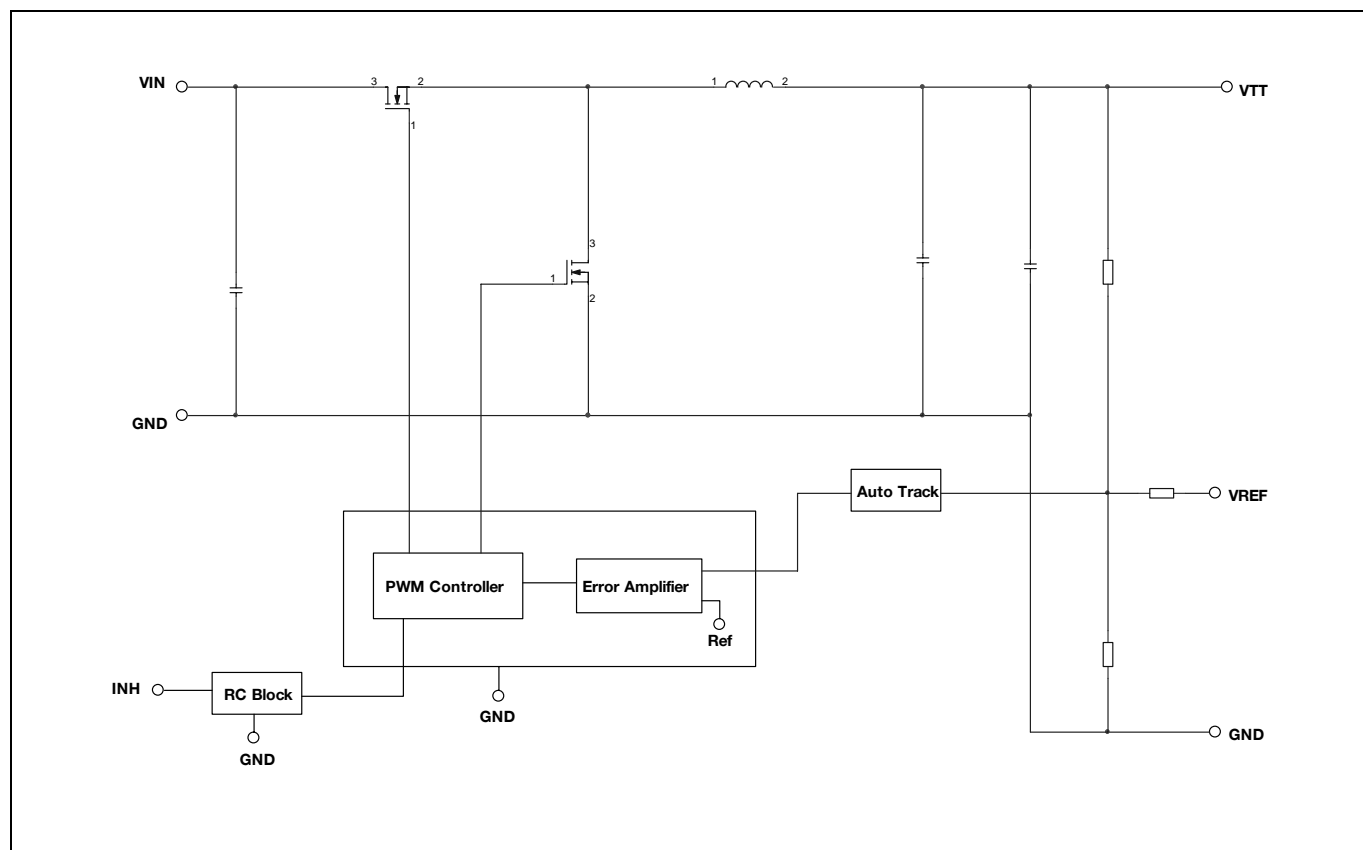 VIN
3
2
1
1
2
VTT
3
1
2
GND
Auto Track
VREF
PWM Controller
Error Amplifier
Ref
INH
RC Block
GND
GND
GND